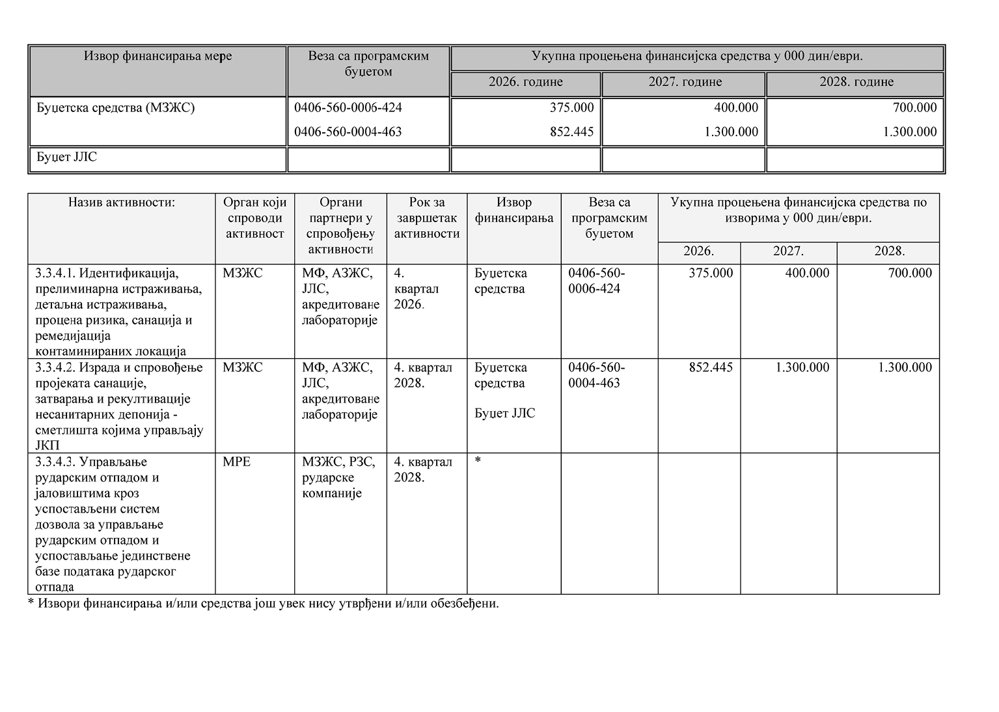 Извор финансирања мере
Веза са програмским
буџетом
Укупна процењена финансијска средства у 000 дин/еври.
2026. године
2027. године
2028. године
Буџетска средства (МЗЖС)
0406-560-0006-424
375.000
400.000
700.000
0406-560-0004-463
852.445
1.300.000
1.300.000
Буџет ЈЛС
Назив активности:
Орган који
спроводи
активност
Органи
партнери у
спровођењу
активности
Рок за
завршетак
активности
Извор
финансирања
Веза са
програмским
буџетом
Укупна процењена финансијска средства по
изворима у 000 дин/еври.
2026.
2027.
2028.
3.3.4.1. Идентификација,
прелиминарна истраживања,
детаљна истраживања,
процена ризика, санација и
ремедијација
контаминираних локација
МЗЖС
МФ, АЗЖС,
ЈЛС,
акредитоване
лабораторије
4.
квартал
2026.
Буџетска
средства
0406-560-
0006-424
375.000
400.000
700.000
3.3.4.2. Израда и спровођење
пројеката санације,
затварања и рекултивације
несанитарних депонија -
сметлишта којима управљају
ЈКП
МЗЖС
МФ, АЗЖС,
ЈЛС,
акредитоване
лабораторије
4. квартал
2028.
Буџетска
средства
Буџет ЈЛС
0406-560-
0004-463
852.445
1.300.000
1.300.000
3.3.4.3. Управљање
рударским отпадом и
јаловиштима кроз
успостављени систем
дозвола за управљање
рударским отпадом и
успостављање јединствене
базе података рударског
отпада
МРЕ
МЗЖС, РЗС,
рударске
компаније
4. квартал
2028.
*
* Извори финансирања и/или средства још увек нису утврђени и/или обезбеђени.